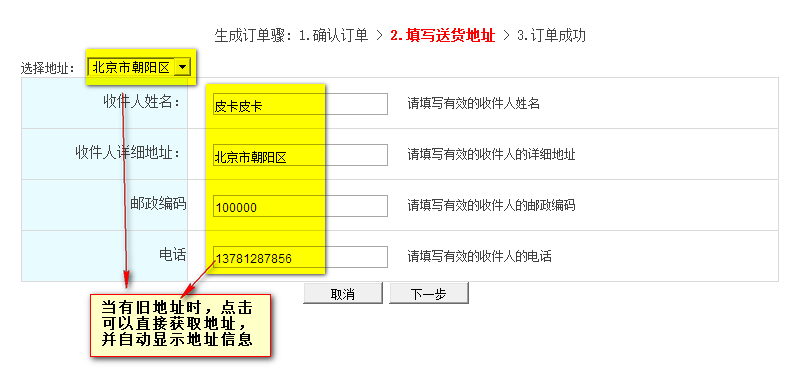 生成订单骤：1.确认订单 > 2.填写送货地址 > 3.订单成功
选择地址： 北京市朝阳区
收件人姓名： 皮卡皮卡 请填写有效的收件人姓名
收件人详细地址： 北京市朝阳区 请填写有效的收件人的详细地址
邮政编码 100000 请填写有效的收件人的邮政编码
电话 13781287856 请填写有效的收件人的电话
取消 下一步
当有旧地址时，点击
可以直接获取地址，
并自动显示地址信息